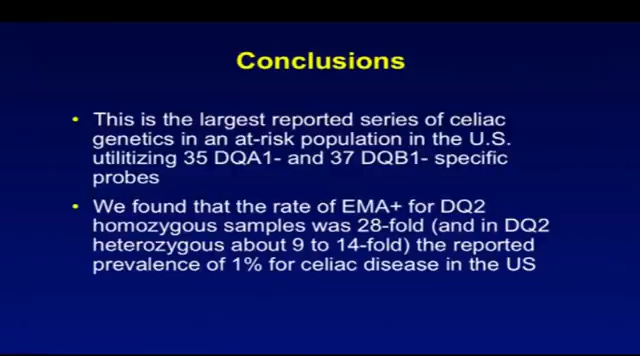 Conclusions
• This is the largest reported series of celiac
genetics in an at-risk population in the U.S.
utilitizing 35 DQA1- and 37 DQB1- specific
probes
• We found that the rate of EMA+ for DQ2
homozygous samples was 28-fold (and in DQ2
heterozygous about 9 to 14-fold) the reported
prevalence of 1% for celiac disease in the US